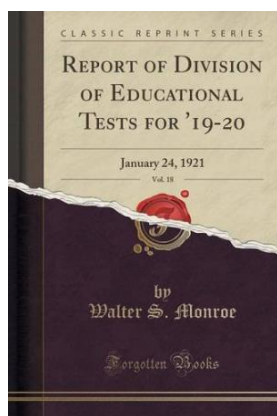 CLASSIC REPRINT SERIES
REPORT OF DIVISION
OF EDUCATIONAL
TESTS FOR '19-20
January 24, 1921
Vol. 18
by
Walter S. Monroe
Forgotten Books